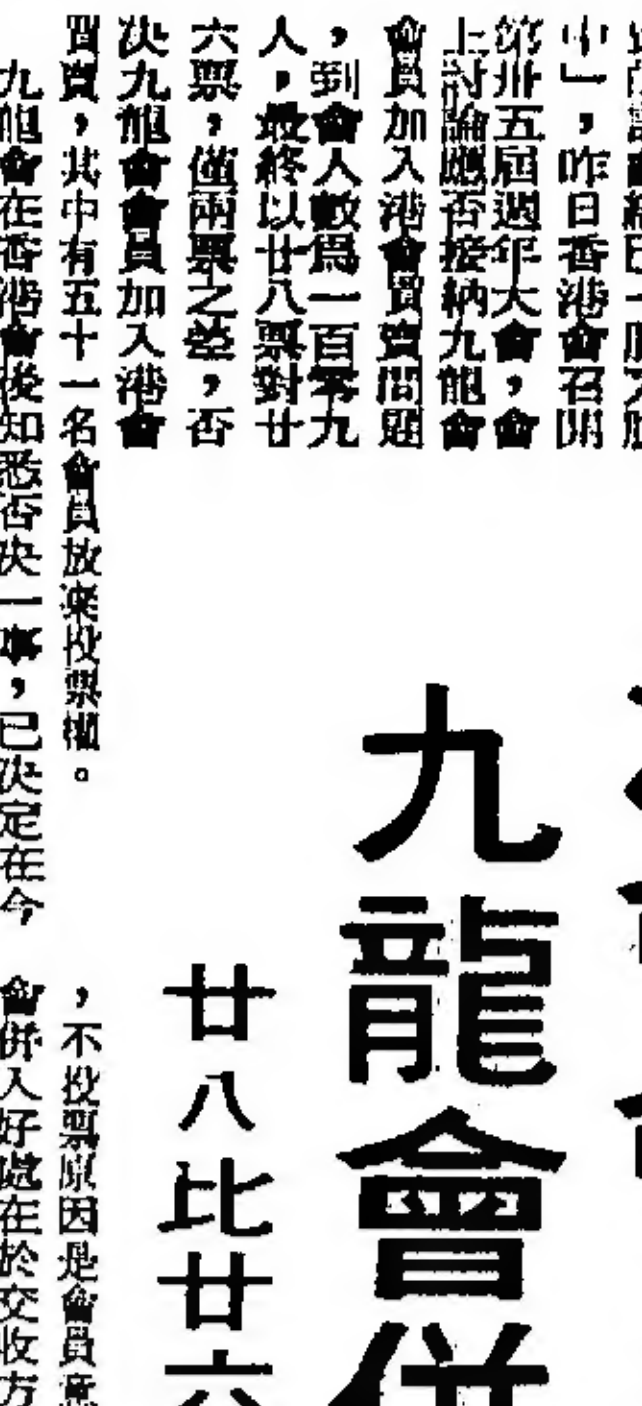 九龍會併
廿八比廿六
中」，昨日香港會召開
第卅五屆週年大會，會
上討論應否接納九龍會
會員加入港會買賣問題
，到會人數爲一百零九
人，最終以廿八票對廿
六票，僅兩票之差，否
決九龍會會員加入港會
買賣，其中有五十一名會員放棄投票權。
九龍會在香港會後知悉否決一事，已決定在今
，不投票原因是會員意
會併入好處在於交收方